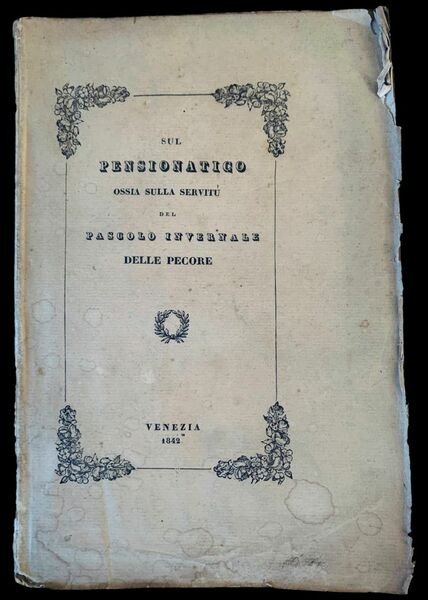 SUL
PENSIONATICO
OSSIA SULLA SERVITÙ
DEL
PASCOLO INVERNALE
DELLE PECORE
VENEZIA
1842